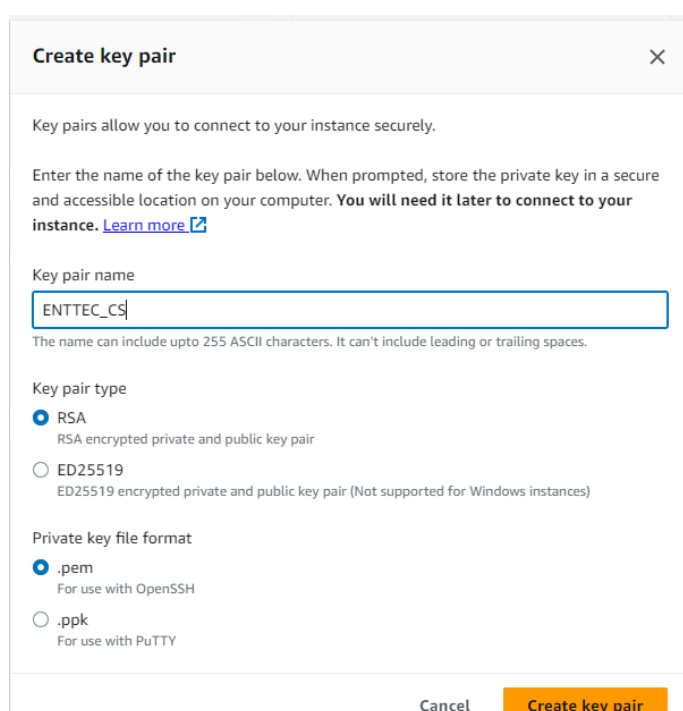 Create key pair
Key pairs allow you to connect to your instance securely.
Enter the name of the key pair below. When prompted, store the private key in a secure
and accessible location on your computer. You will need it later to connect to your
instance. Learn more
Key pair name
ENTTEC_CS
The name can include upto 255 ASCII characters. It can't include leading or trailing spaces.
Key pair type
RSA
RSA encrypted private and public key pair
ED25519
ED25519 encrypted private and public key pair (Not supported for Windows instances)
Private key file format
.pem
For use with OpenSSH
.ppk
For use with PuTTY
Cancel Create key pair